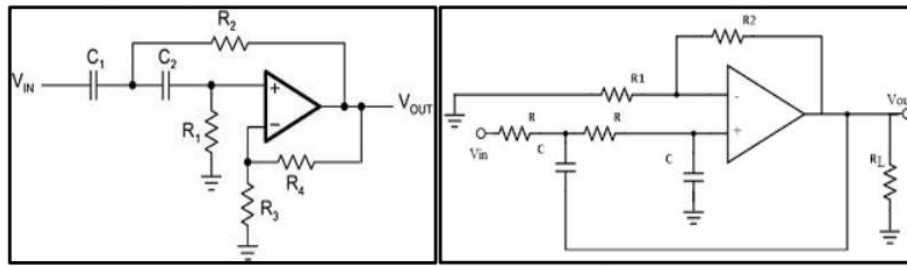 R2
C1
C2
VIN
+
−
VOUT
R1
R4
R3
R2
R1
-
R
R
+
Vou
Vin
C
C
RL